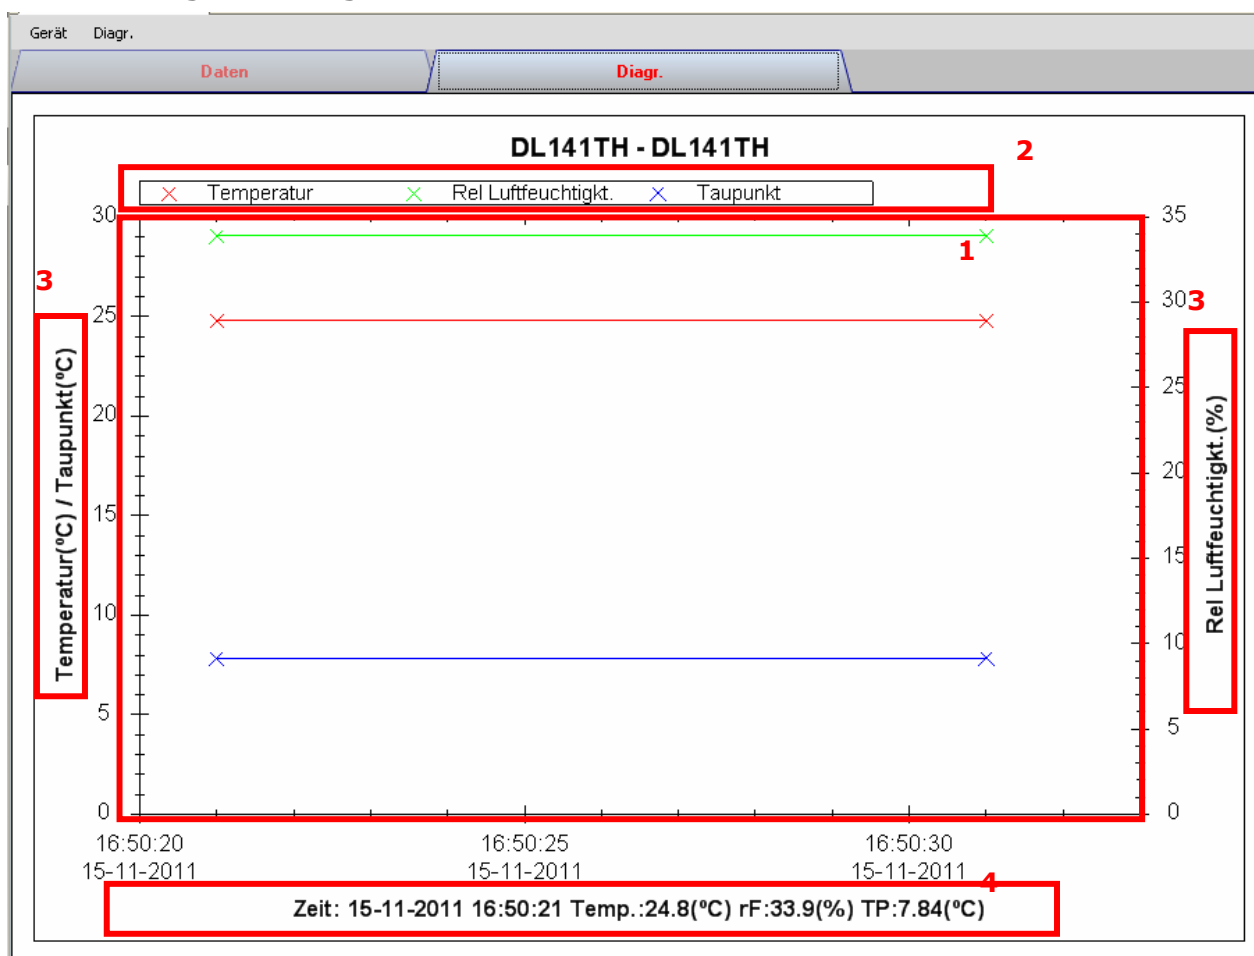 Gerät Diagr.
Daten Diagr.
DL141TH - DL141TH
2
Temperatur Rel Luftfeuchtigkt. Taupunkt
30 35
1
3
25 30 3
20 25
20
15
15
10
10
5
5
0 0
Temperatur(ºC) / Taupunkt(ºC)
Rel Luftfeuchtigkt.(%)
16:50:20 16:50:25 16:50:30
15-11-2011 15-11-2011 15-11-2011
4
Zeit: 15-11-2011 16:50:21 Temp.:24.8(ºC) rF:33.9(%) TP:7.84(ºC)